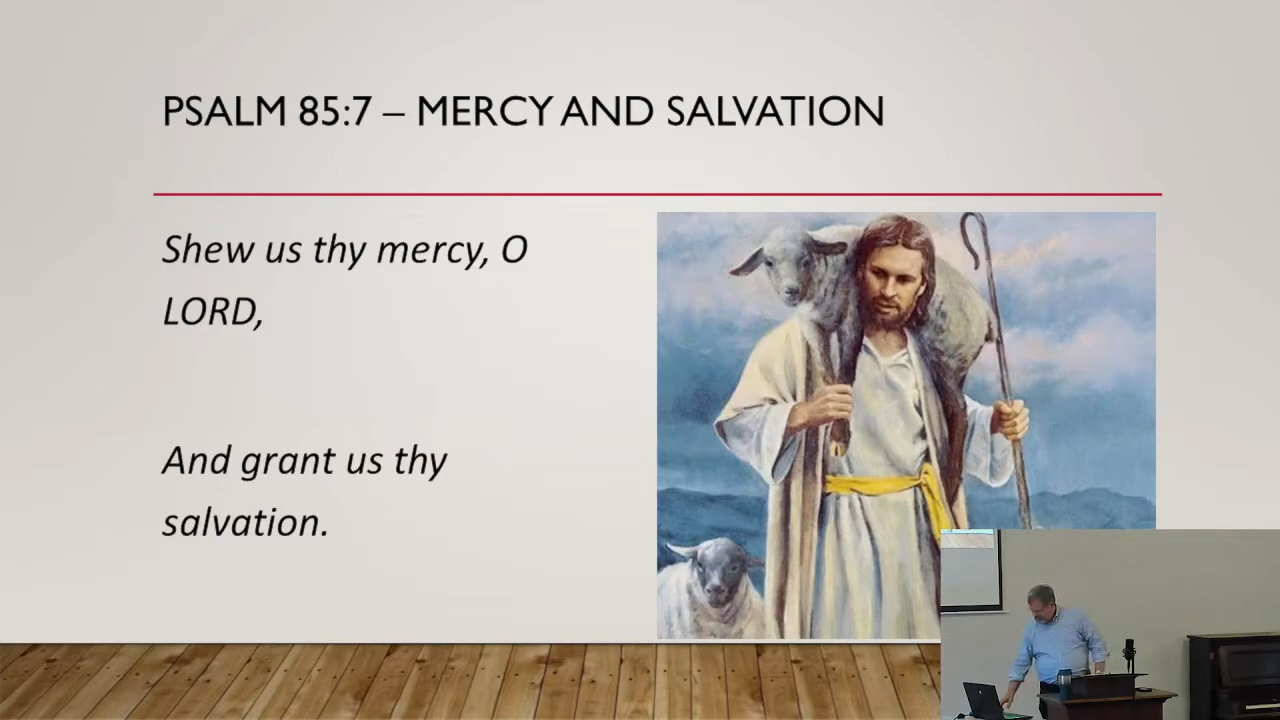 PSALM 85:7 – MERCY AND SALVATION
Shew us thy mercy, O
LORD,
And grant us thy
salvation.